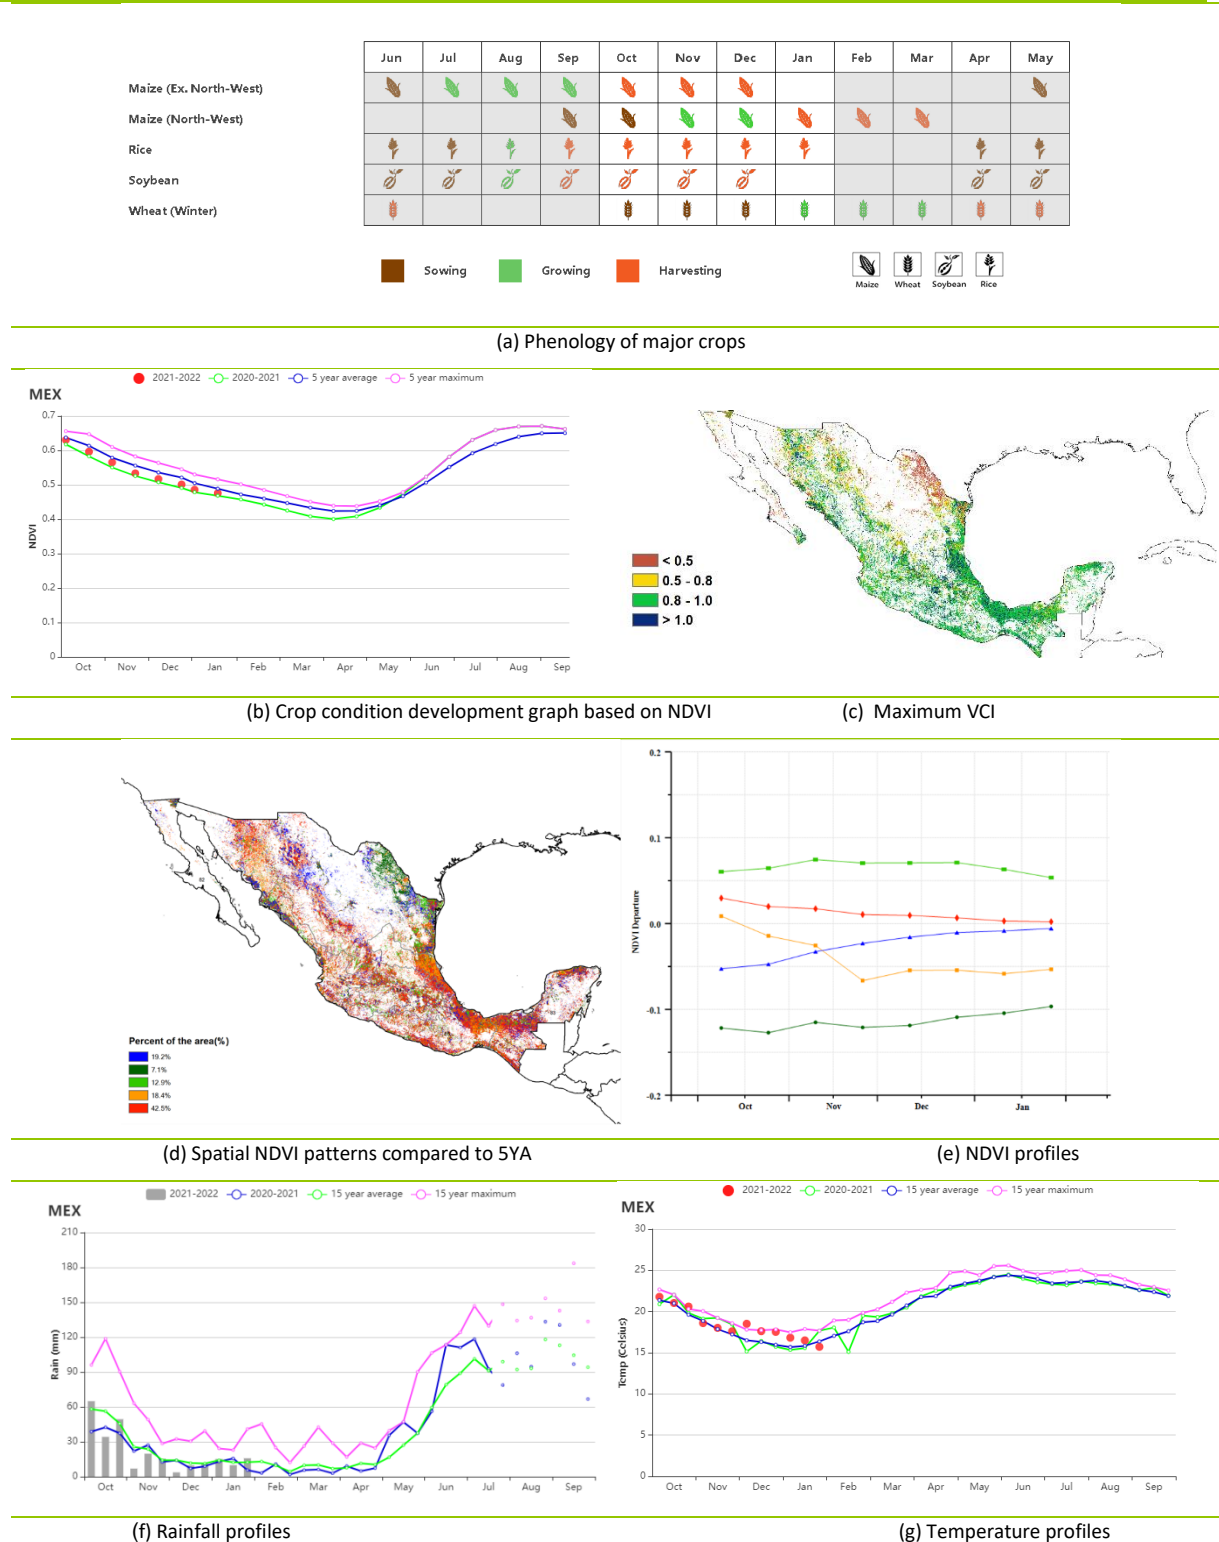 Jun Jul Aug Sep Oct Nov Dec Jan Feb Mar Apr May
Maize (Ex. North-West)
Maize (North-West)
Rice
Soybean
Wheat (Winter)
Sowing Growing Harvesting
Maize Wheat Soybean Rice
(a) Phenology of major crops
2021-2022 2020-2021 5 year average 5 year maximum
MEX
0.7
0.6
0.5
0.4
0.3
0.2
0.1
0
NDVI
Oct Nov Dec Jan Feb Mar Apr May Jun Jul Aug Sep
< 0.5
0.5 - 0.8
0.8 - 1.0
> 1.0
(b) Crop condition development graph based on NDVI (c) Maximum VCI
Percent of the area(%)
19.2%
7.1%
12.9%
18.4%
42.5%
0.2
0.1
0.0
-0.1
-0.2
NDVI Departure
Oct Nov Dec Jan
(d) Spatial NDVI patterns compared to 5YA (e) NDVI profiles
2021-2022 2020-2021 15 year average 15 year maximum
MEX
210
180
150
120
90
60
30
0
Rain (mm)
Oct Nov Dec Jan Feb Mar Apr May Jun Jul Aug Sep
2021-2022 2020-2021 15 year average 15 year maximum
MEX
30
25
20
15
10
5
0
Temp (Celsius)
Oct Nov Dec Jan Feb Mar Apr May Jun Jul Aug Sep
(f) Rainfall profiles (g) Temperature profiles